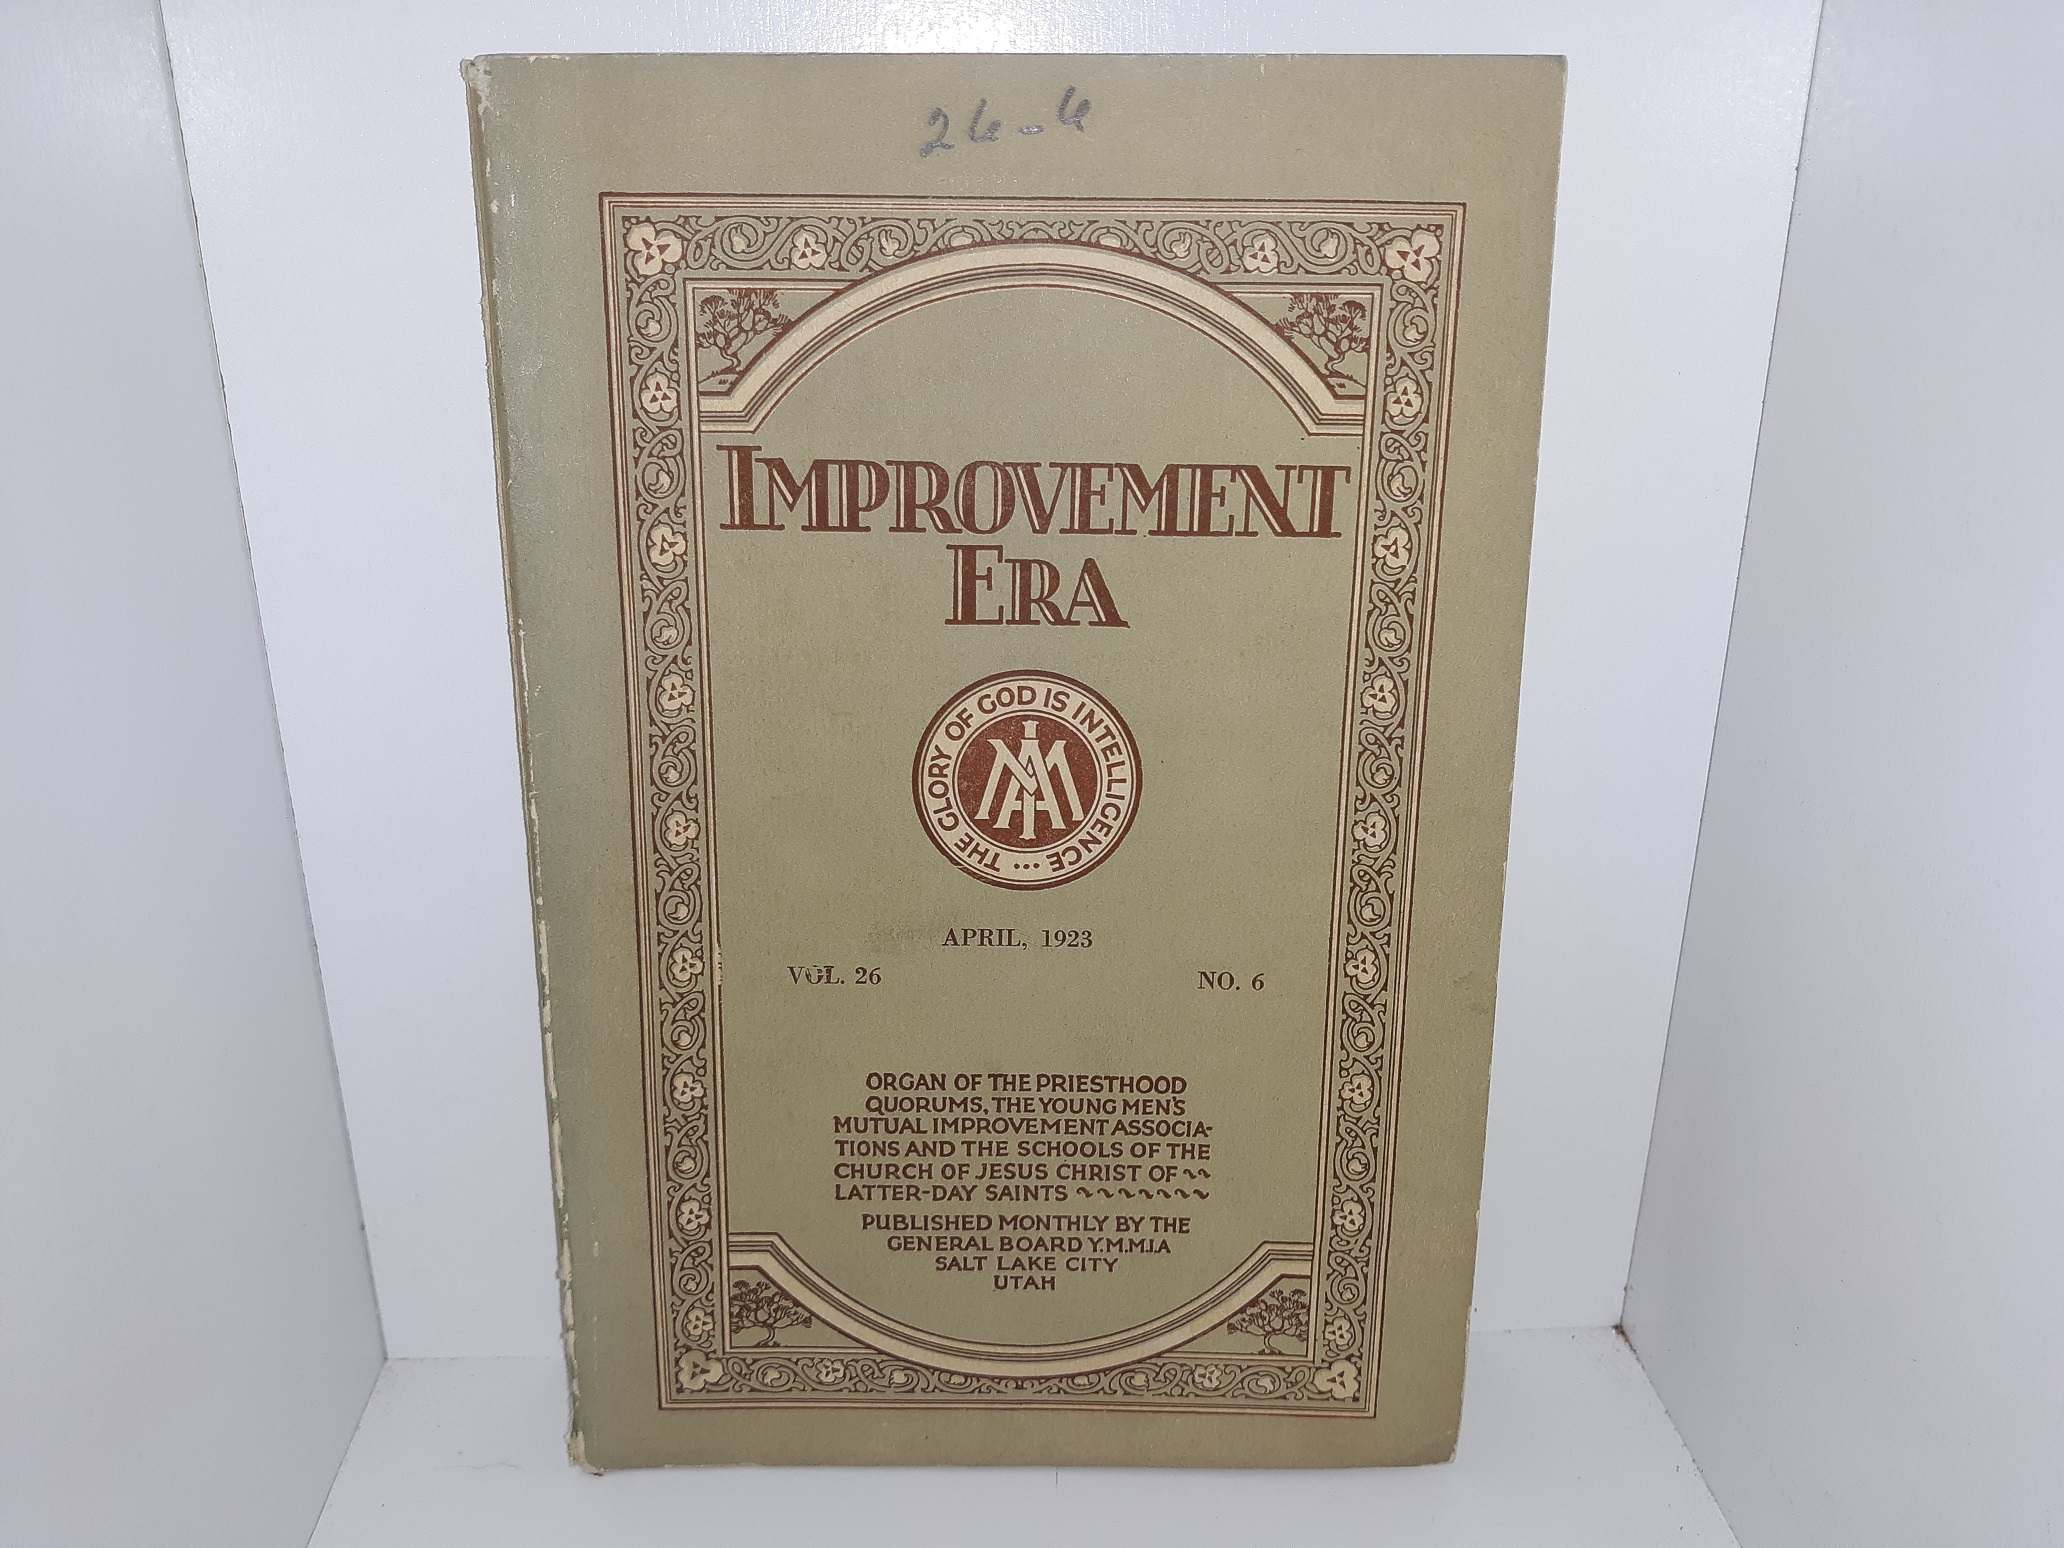 26-6
IMPROVEMENT
ERA
THE GLORY OF GOD IS INTELLIGENCE...
YMMIA
APRIL, 1923
VOL. 26 NO. 6
ORGAN OF THE PRIESTHOOD
QUORUMS, THE YOUNG MEN'S
MUTUAL IMPROVEMENT ASSOCIA-
TIONS AND THE SCHOOLS OF THE
CHURCH OF JESUS CHRIST OF
LATTER-DAY SAINTS
PUBLISHED MONTHLY BY THE
GENERAL BOARD Y.M.M.I.A
SALT LAKE CITY
UTAH